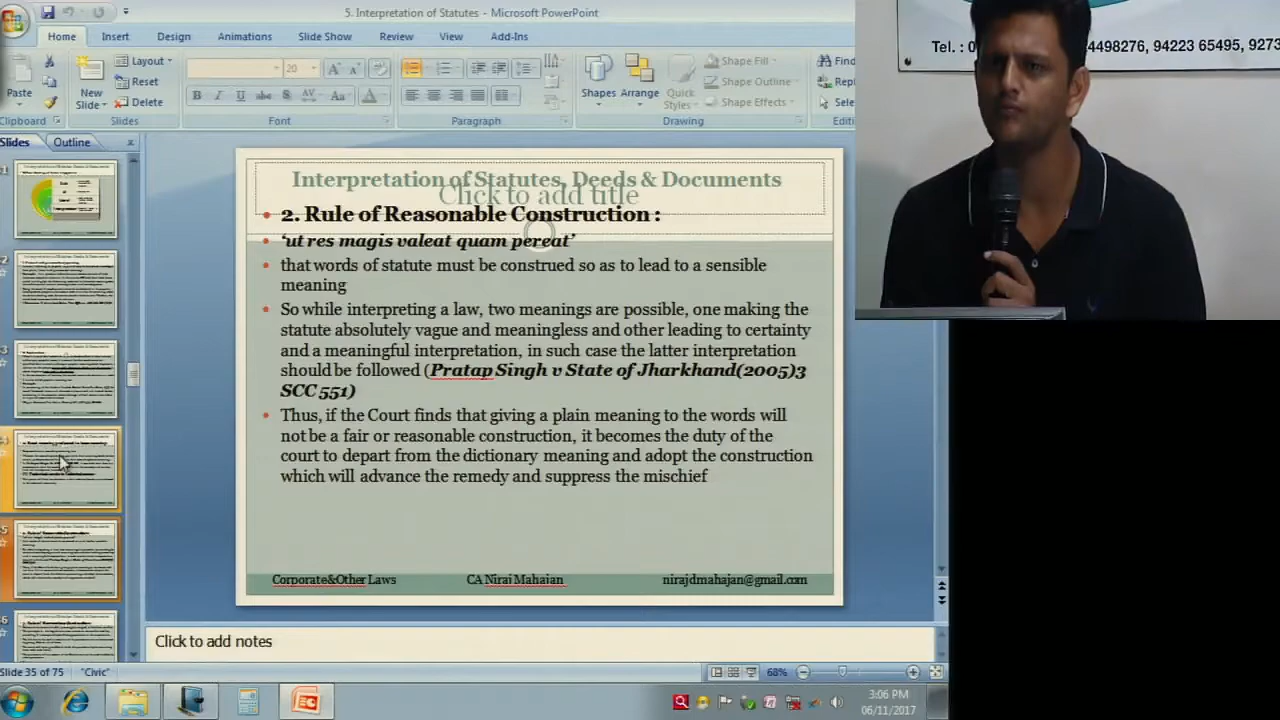 5. Interpretation of Statutes - Microsoft PowerPoint
Home Insert Design Animations Slide Show Review View Add-Ins
Paste
Clipboard
New
Slide
Layout
Reset
Delete
Slides
20
B I U abc S AV Aa A
Font
Paragraph
Shapes Arrange Quick
Styles
Shape Fill
Shape Outline
Shape Effects
Drawing
Find
Repl
Sele
Editi
Tel. : 0 4498276, 94223 65495, 9273
Slides Outline
Interpretation of Statutes, Deeds & Documents
Click to add title
• 2. Rule of Reasonable Construction :
• ‘ut res magis valeat quam pereat’
• that words of statute must be construed so as to lead to a sensible
meaning
• So while interpreting a law, two meanings are possible, one making the
statute absolutely vague and meaningless and other leading to certainty
and a meaningful interpretation, in such case the latter interpretation
should be followed (Pratap Singh v State of Jharkhand(2005)3
SCC 551)
• Thus, if the Court finds that giving a plain meaning to the words will
not be a fair or reasonable construction, it becomes the duty of the
court to depart from the dictionary meaning and adopt the construction
which will advance the remedy and suppress the mischief
Corporate&Other Laws CA Niraj Mahajan nirajdmahajan@gmail.com
Click to add notes
Slide 35 of 75 "Civic" 68%
3:06 PM
06/11/2017